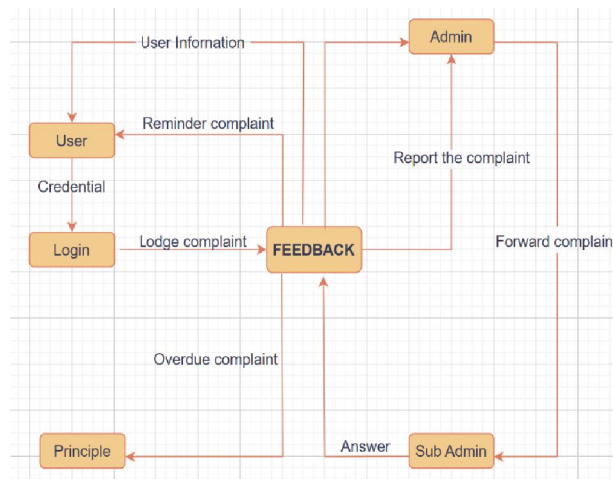 User Infornation
Admin
Reminder complaint
User
Report the complaint
Credential
Login
Lodge complaint
FEEDBACK
Forward complain
Overdue complaint
Principle
Answer
Sub Admin